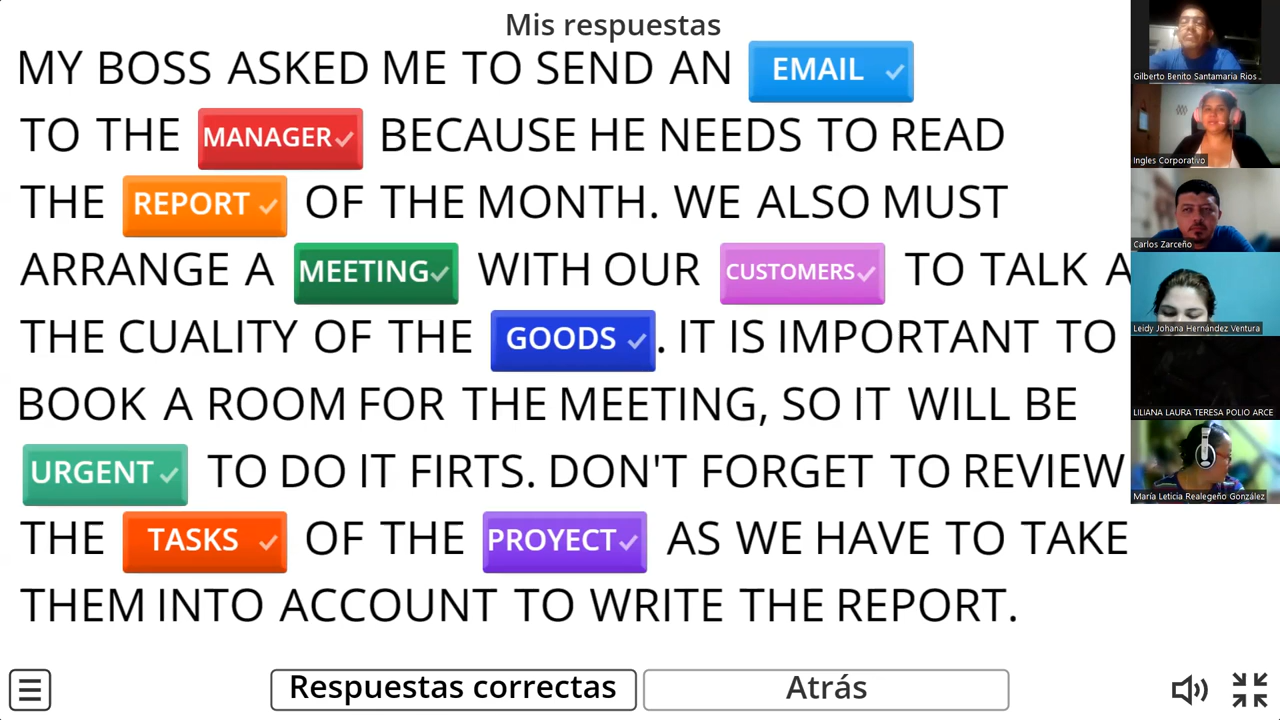 Mis respuestas
MY BOSS ASKED ME TO SEND AN EMAIL
TO THE MANAGER BECAUSE HE NEEDS TO READ
THE REPORT OF THE MONTH. WE ALSO MUST
ARRANGE A MEETING WITH OUR CUSTOMERS TO TALK A
THE CUALITY OF THE GOODS. IT IS IMPORTANT TO
BOOK A ROOM FOR THE MEETING, SO IT WILL BE
URGENT TO DO IT FIRTS. DON'T FORGET TO REVIEW
THE TASKS OF THE PROYECT AS WE HAVE TO TAKE
THEM INTO ACCOUNT TO WRITE THE REPORT.
Respuestas correctas
Atrás
Gilberto Benito Santamaria Rios
Ingles Corporativo
Carlos Zarceño
Leidy Johana Hernández Ventura
LILIANA LAURA TERESA POLIO ARCE
María Leticia Realegeño González